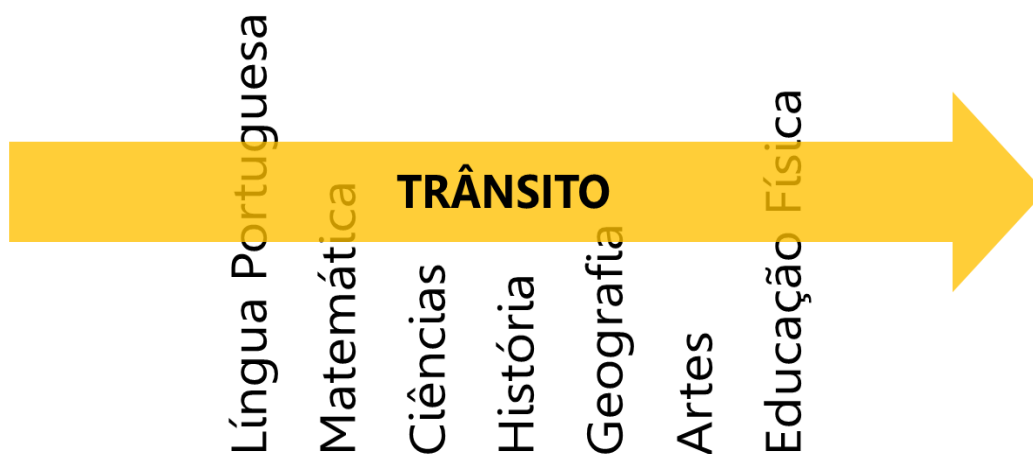 Língua Portuguesa
Matemática
Ciências
História
Geografia
Artes
Educação Física
TRÂNSITO